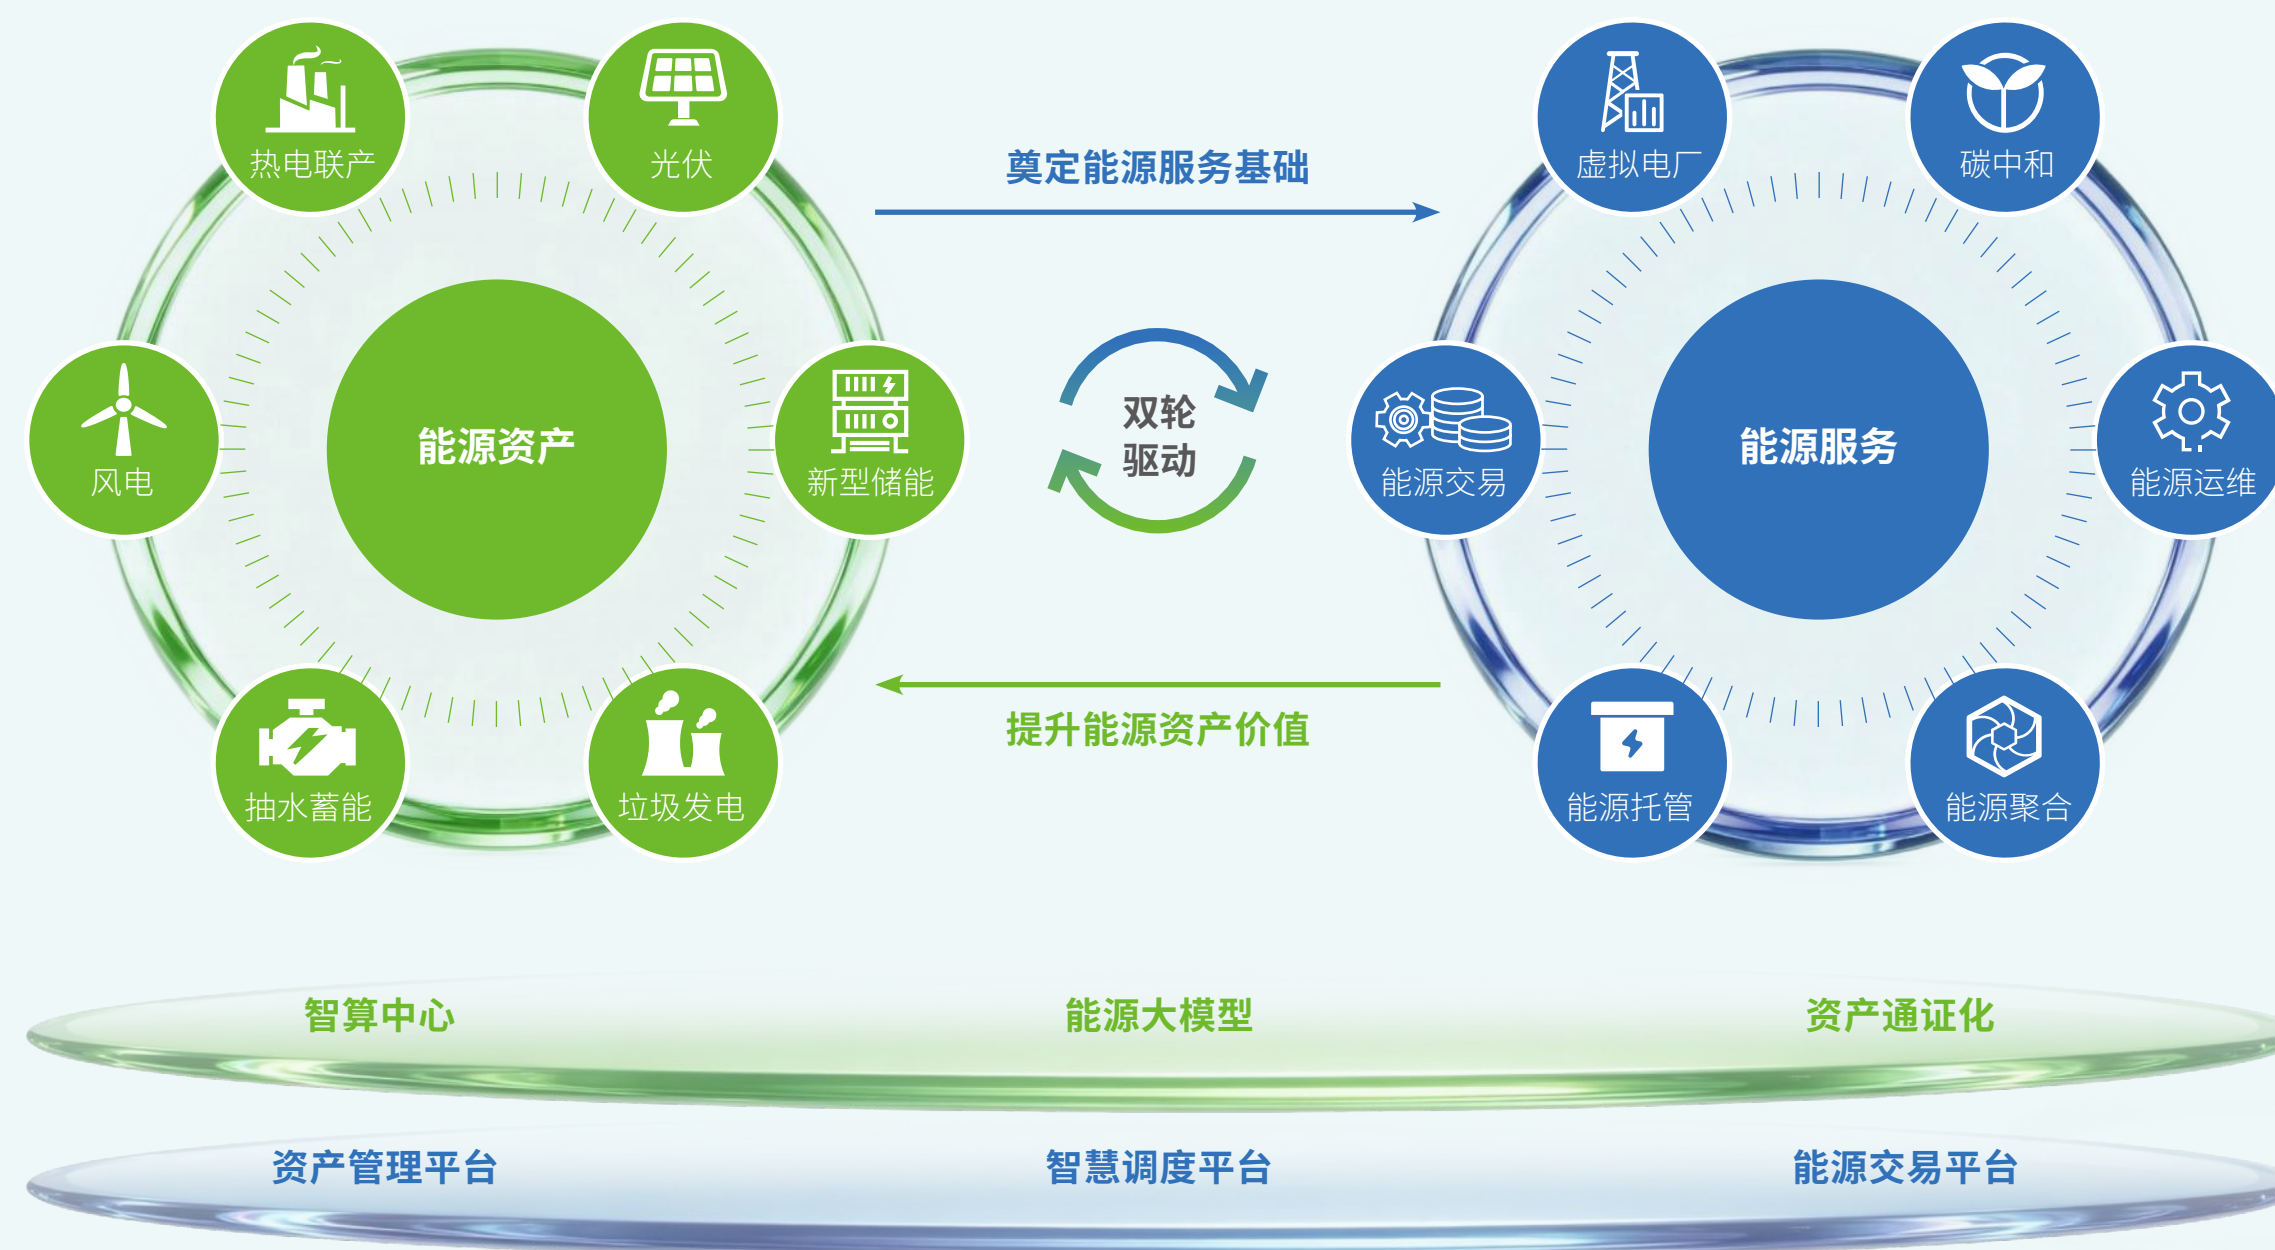 热电联产
光伏
风电
能源资产
新型储能
抽水蓄能
垃圾发电
奠定能源服务基础
双轮
驱动
提升能源资产价值
虚拟电厂
碳中和
能源交易
能源服务
能源运维
能源托管
能源聚合
智算中心
能源大模型
资产通证化
资产管理平台
智慧调度平台
能源交易平台